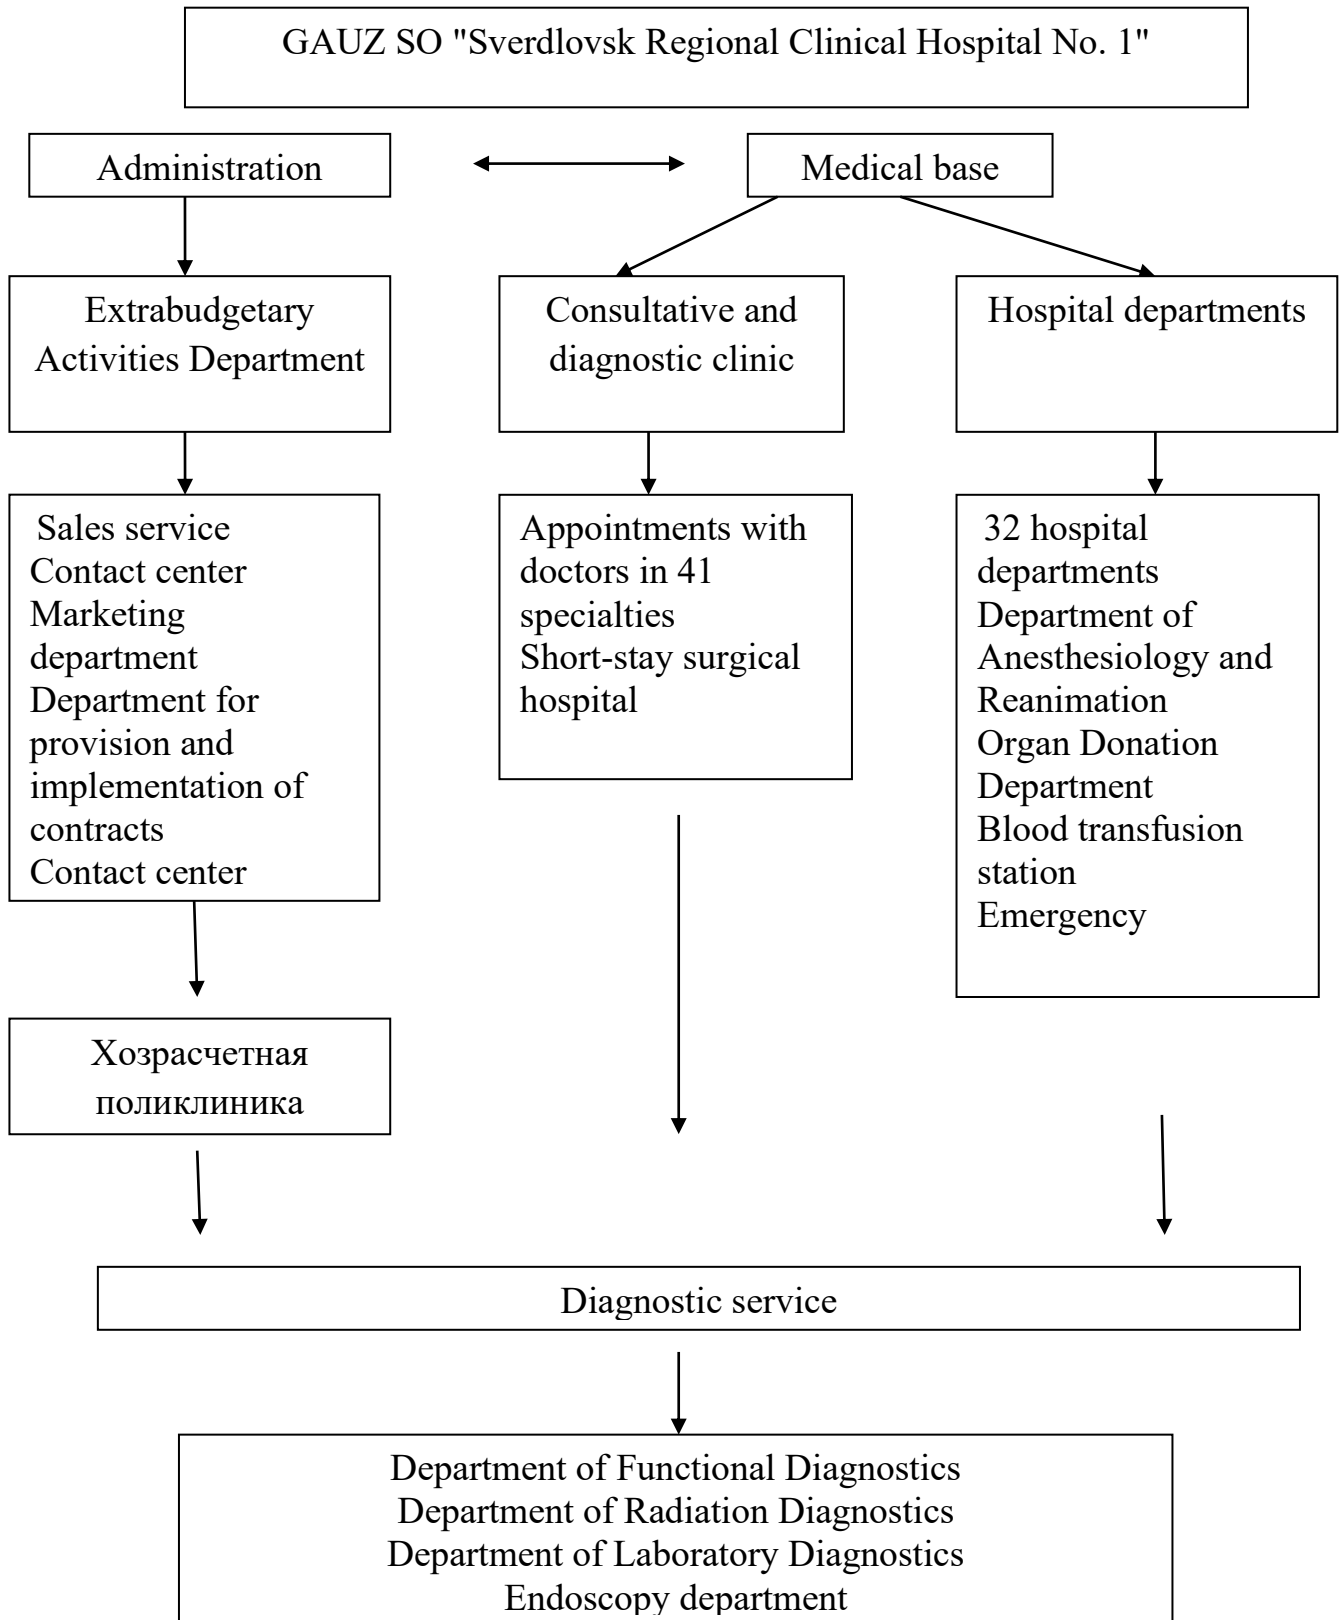 GAUZ SO "Sverdlovsk Regional Clinical Hospital No. 1"
Administration
Medical base
Extrabudgetary
Activities Department
Consultative and
diagnostic clinic
Hospital departments
Sales service
Contact center
Marketing
department
Department for
provision and
implementation of
contracts
Contact center
Appointments with
doctors in 41
specialties
Short-stay surgical
hospital
32 hospital
departments
Department of
Anesthesiology and
Reanimation
Organ Donation
Department
Blood transfusion
station
Emergency
Хозрасчетная
поликлиника
Diagnostic service
Department of Functional Diagnostics
Department of Radiation Diagnostics
Department of Laboratory Diagnostics
Endoscopy department